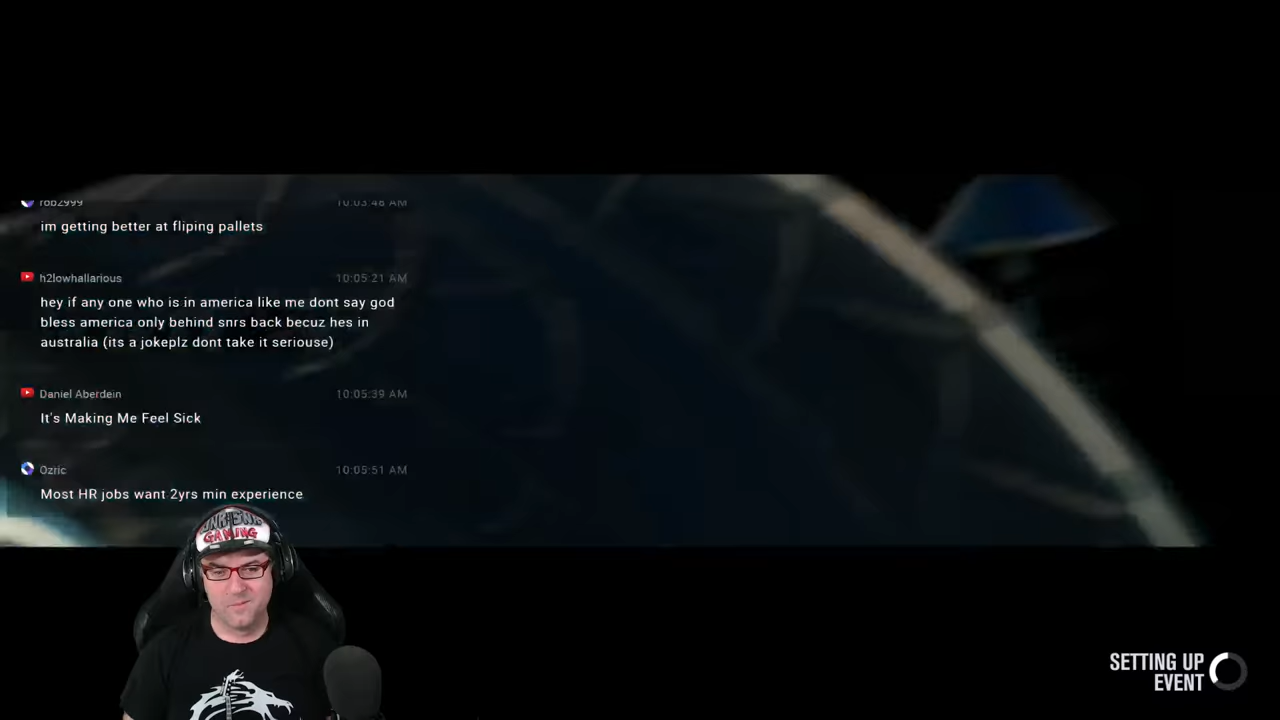 rob2999 10:03:48 AM
im getting better at fliping pallets
h2lowhallarious 10:05:21 AM
hey if any one who is in america like me dont say god
bless america only behind snrs back becuz hes in
australia (its a jokeplz dont take it seriouse)
Daniel Aberdein 10:05:39 AM
It's Making Me Feel Sick
Ozric 10:05:51 AM
Most HR jobs want 2yrs min experience
GAMING
SETTING UP
EVENT